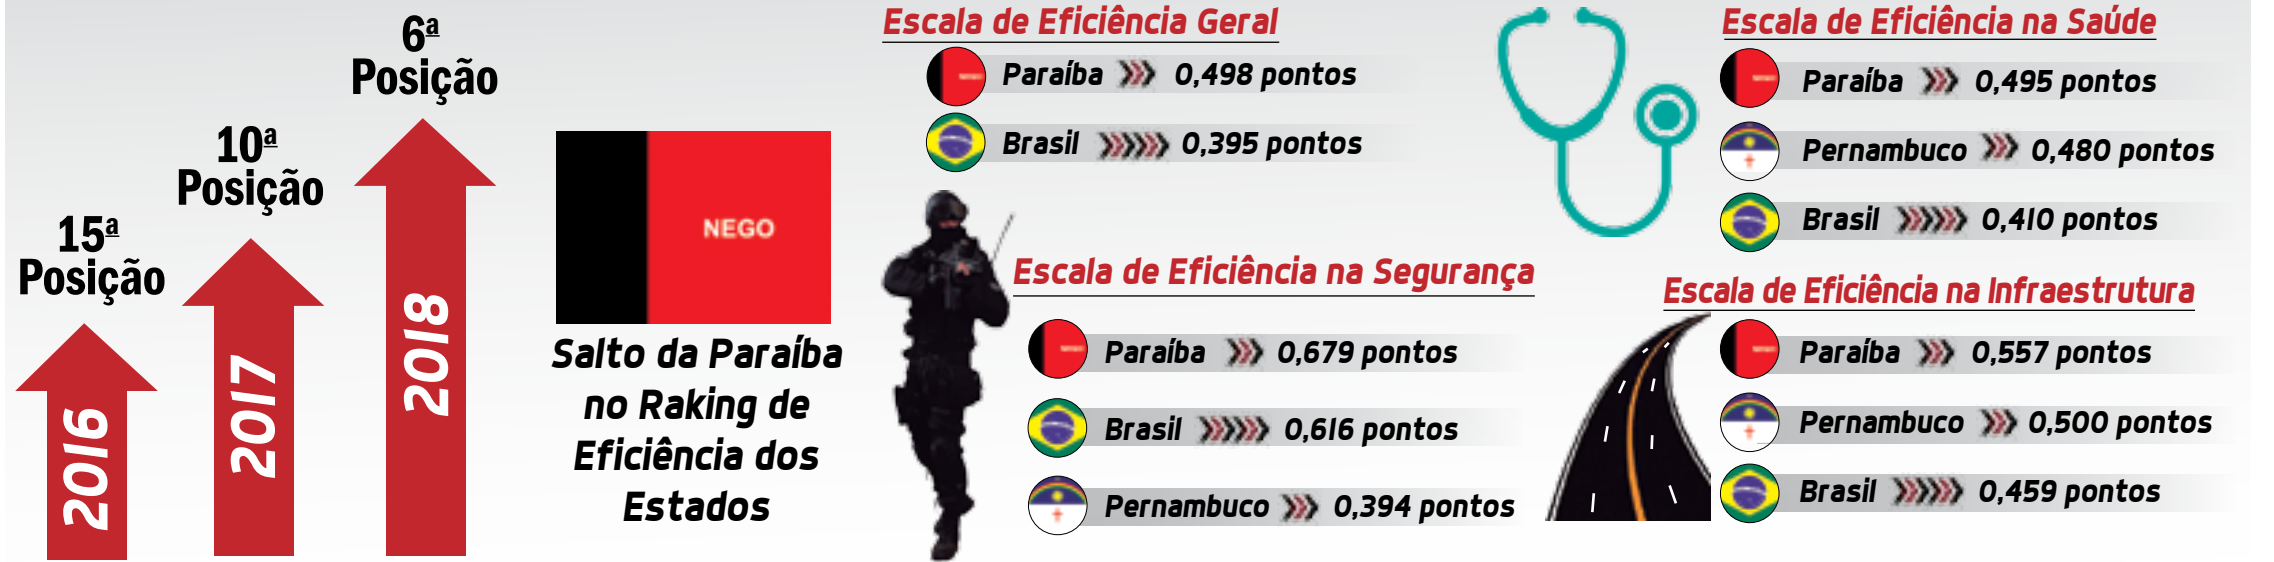 15ª
Posição
2016
10ª
Posição
2017
6ª
Posição
2018
NEGO
Salto da Paraíba
no Raking de
Eficiência dos
Estados
Escala de Eficiência Geral
Paraíba 0,498 pontos
Brasil 0,395 pontos
Escala de Eficiência na Segurança
Paraíba 0,679 pontos
Brasil 0,616 pontos
Pernambuco 0,394 pontos
Escala de Eficiência na Saúde
Paraíba 0,495 pontos
Pernambuco 0,480 pontos
Brasil 0,410 pontos
Escala de Eficiência na Infraestrutura
Paraíba 0,557 pontos
Pernambuco 0,500 pontos
Brasil 0,459 pontos